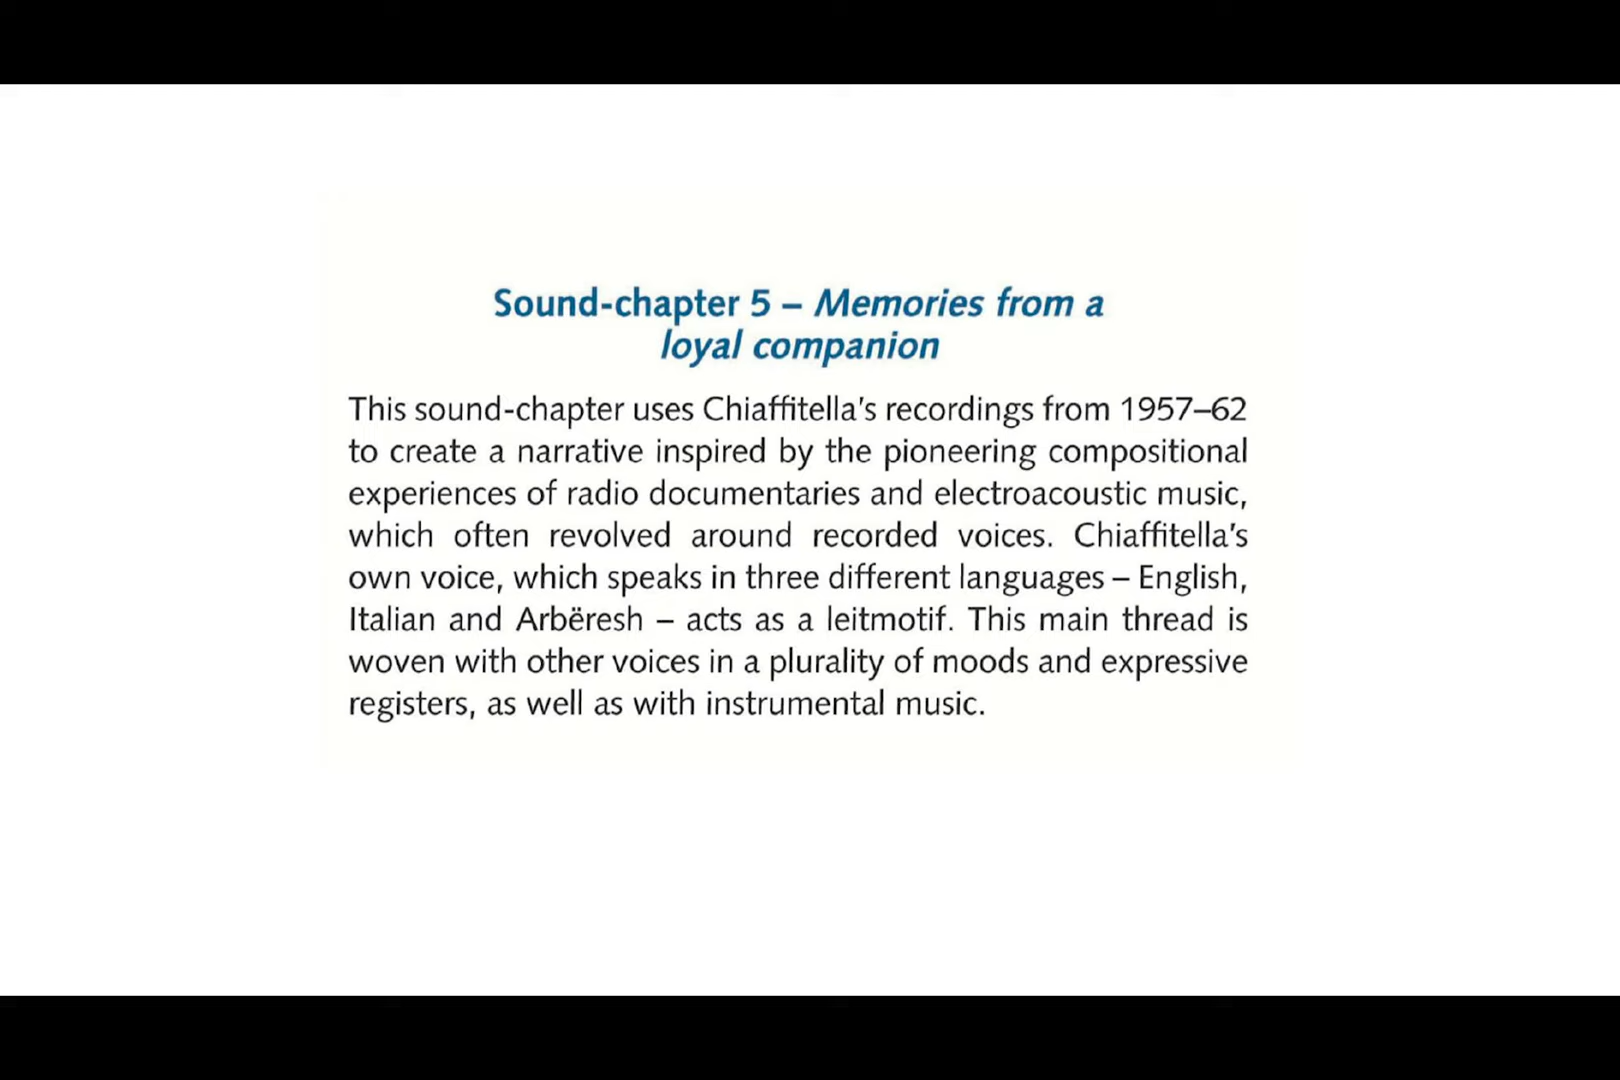 Sound-chapter 5 – Memories from a
loyal companion
This sound-chapter uses Chiaffitella's recordings from 1957–62
to create a narrative inspired by the pioneering compositional
experiences of radio documentaries and electroacoustic music,
which often revolved around recorded voices. Chiaffitella's
own voice, which speaks in three different languages – English,
Italian and Arbëresh – acts as a leitmotif. This main thread is
woven with other voices in a plurality of moods and expressive
registers, as well as with instrumental music.